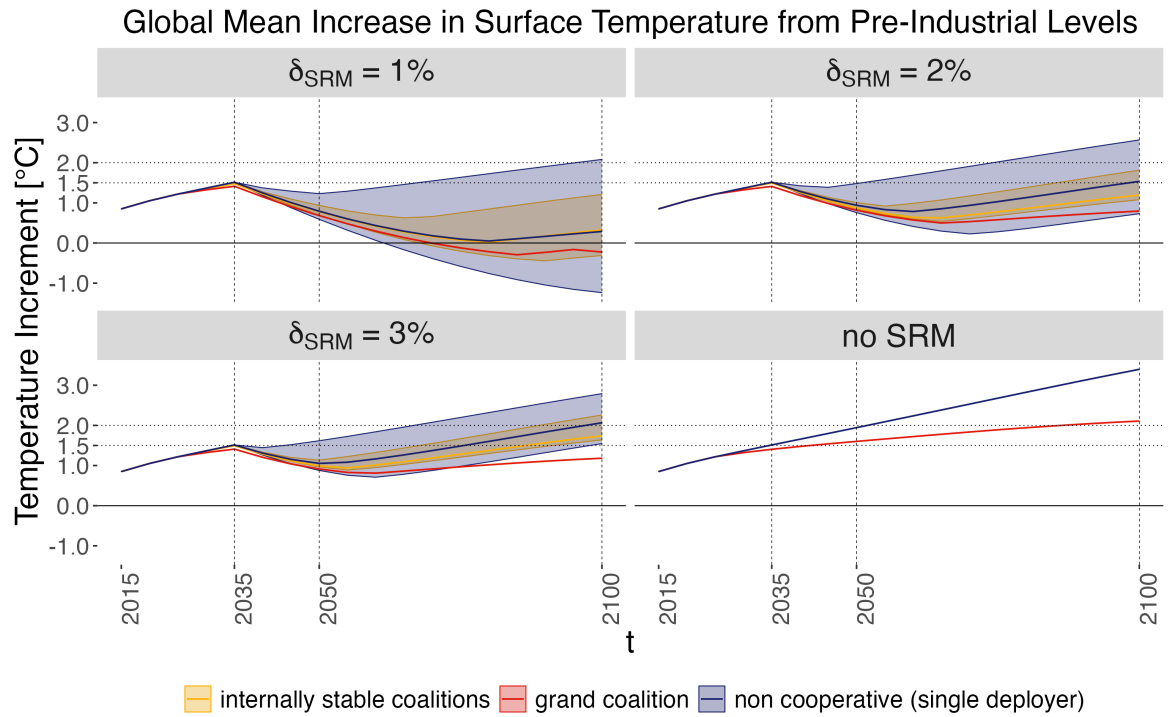 Global Mean Increase in Surface Temperature from Pre-Industrial Levels
δSRM = 1%
δSRM = 2%
Temperature Increment [°C]
3.0
2.0
1.5
1.0
0.0
-1.0
δSRM = 3%
no SRM
3.0
2.0
1.5
1.0
0.0
-1.0
2015
2035
2050
2100
2015
2035
2050
2100
t
internally stable coalitions
grand coalition
non cooperative (single deployer)